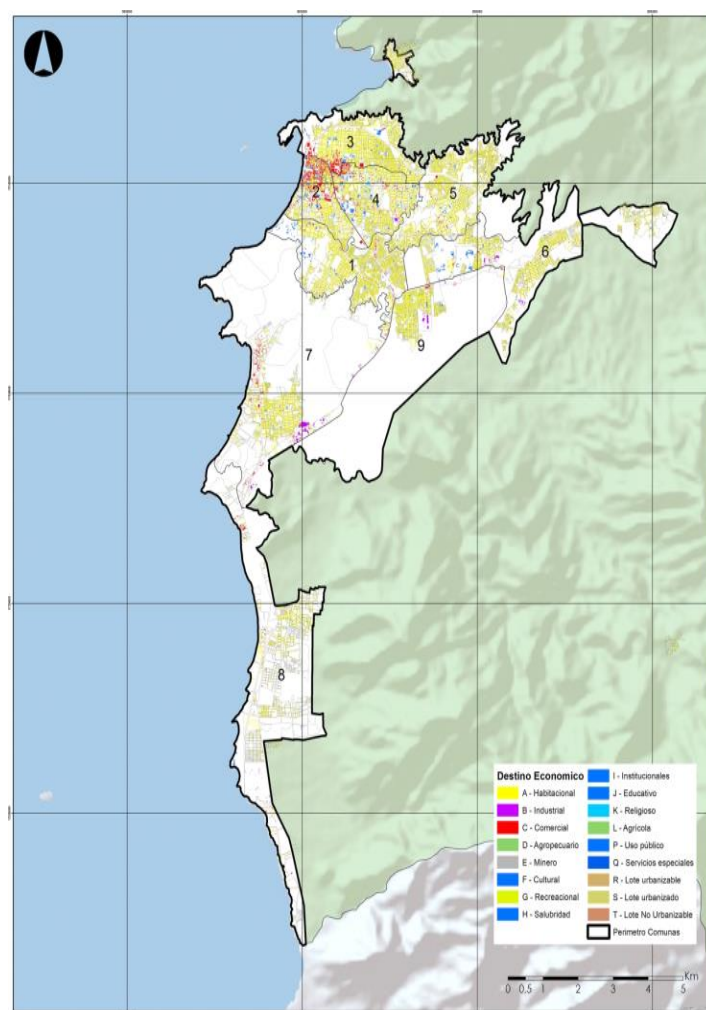 3
2
4
5
6
1
7
9
8
Destino Economico
A - Habitacional
B - Industrial
C - Comercial
D - Agropecuario
E - Minero
F - Cultural
G - Recreacional
H - Salubridad
I - Institucionales
J - Educativo
K - Religioso
L - Agrícola
P - Uso público
Q - Servicios especiales
R - Lote urbanizable
S - Lote urbanizado
T - Lote No Urbanizable
Perimetro Comunas
Km
0 0.5 1 2 3 4 5